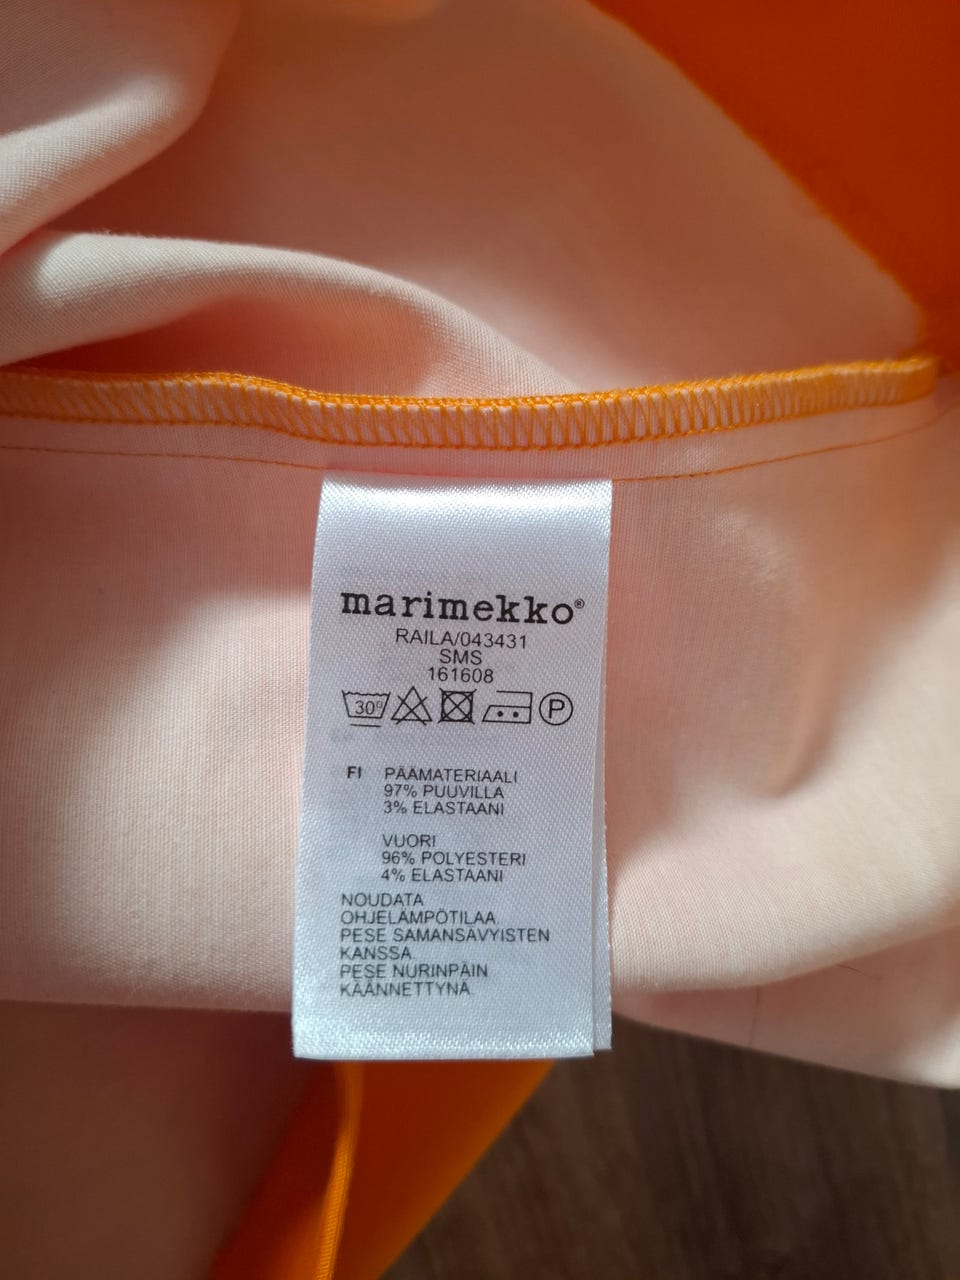 marimekko®
RAILA/043431
SMS
161608
30° P
FI PÄÄMATERIAALI
97% PUUVILLA
3% ELASTAANI
VUORI
96% POLYESTERI
4% ELASTAANI
NOUDATA
OHJELÄMPÖTILAA.
PESE SAMANSÄVYISTEN
KANSSA.
PESE NURINPÄIN
KÄÄNNETTYNÄ.